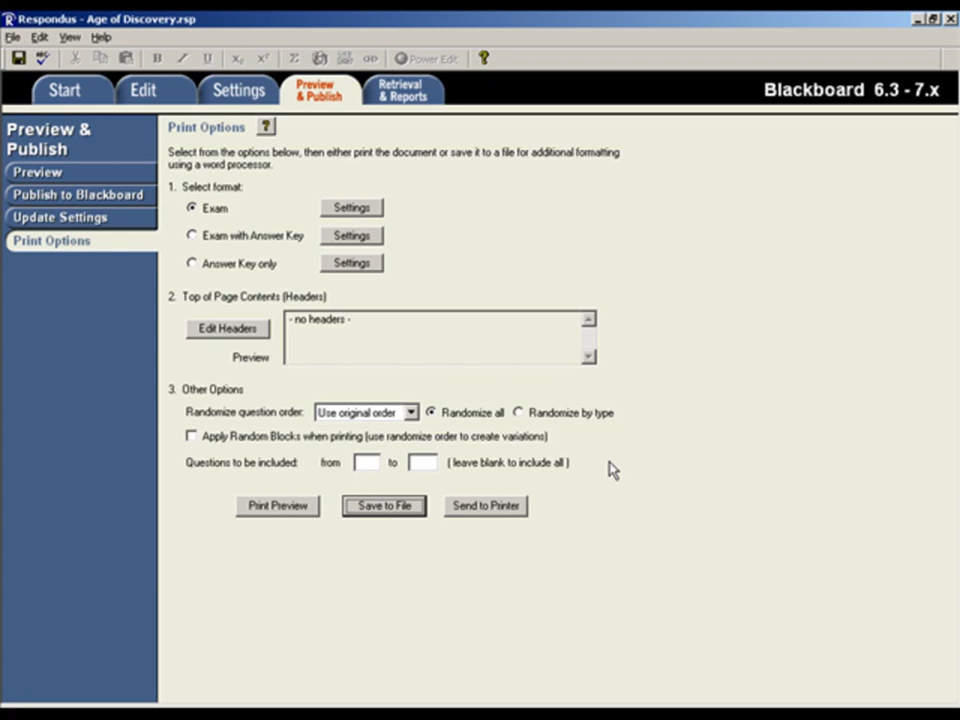 Respondus - Age of Discovery.rsp
File Edit View Help
B I U X₂ X² Σ Power Edit ?
Start Edit Settings Preview & Publish Retrieval & Reports Blackboard 6.3 - 7.x
Preview & Publish
Preview
Publish to Blackboard
Update Settings
Print Options
Print Options ?
Select from the options below, then either print the document or save it to a file for additional formatting
using a word processor.
1. Select format:
Exam Settings
Exam with Answer Key Settings
Answer Key only Settings
2. Top of Page Contents (Headers)
Edit Headers - no headers -
Preview
3. Other Options
Randomize question order: Use original order Randomize all Randomize by type
Apply Random Blocks when printing (use randomize order to create variations)
Questions to be included: from to ( leave blank to include all )
Print Preview Save to File Send to Printer